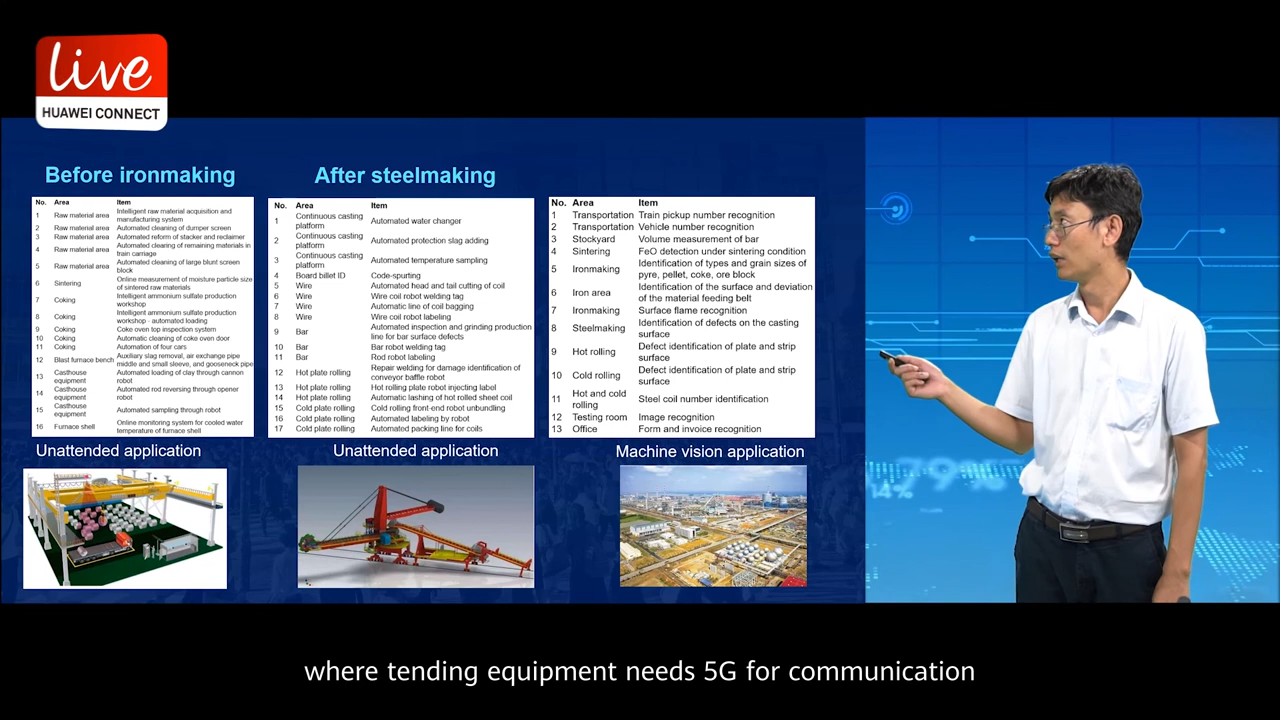 live
HUAWEI CONNECT
Before ironmaking
No. Area Item
1 Raw material area Intelligent raw material acquisition and
manufacturing system
2 Raw material area Automated cleaning of dumper screen
3 Raw material area Automated reform of stacker and reclaimer
4 Raw material area Automated cleaning of remaining materials in
train carriage
5 Raw material area Automated cleaning of large blunt screen
block
6 Sintering Online measurement of moisture particle size
of sintered raw materials
7 Coking Intelligent ammonium sulfate production
workshop
8 Coking Intelligent ammonium sulfate production
workshop - automated loading
9 Coking Coke oven top inspection system
10 Coking Automatic cleaning of coke oven door
11 Coking Automation of four cars
12 Blast furnace bench Auxiliary slag removal, air exchange pipe
middle and small sleeve, and gooseneck pipe
13 Casthouse equipment Automated loading of clay through cannon
robot
14 Casthouse equipment Automated rod reversing through opener
robot
15 Casthouse equipment Automated sampling through robot
16 Furnace shell Online monitoring system for cooled water
temperature of furnace shell
Unattended application
After steelmaking
No. Area Item
1 Continuous casting platform Automated water changer
2 Continuous casting platform Automated protection slag adding
3 Continuous casting platform Automated temperature sampling
4 Board billet ID Code-spurting
5 Wire Automated head and tail cutting of coil
6 Wire Wire coil robot welding tag
7 Wire Automatic line of coil bagging
8 Wire Wire coil robot labeling
9 Bar Automated inspection and grinding production
line for bar surface defects
10 Bar Bar robot welding tag
11 Bar Rod robot labeling
12 Hot plate rolling Repair welding for damage identification of
conveyor baffle robot
13 Hot plate rolling Hot rolling plate robot injecting label
14 Hot plate rolling Automatic lashing of hot rolled sheet coil
15 Cold plate rolling Cold rolling front-end robot unbundling
16 Cold plate rolling Automated labeling by robot
17 Cold plate rolling Automated packing line for coils
Unattended application
No. Area Item
1 Transportation Train pickup number recognition
2 Transportation Vehicle number recognition
3 Stockyard Volume measurement of bar
4 Sintering FeO detection under sintering condition
5 Ironmaking Identification of types and grain sizes of
pyre, pellet, coke, ore block
6 Iron area Identification of the surface and deviation
of the material feeding belt
7 Ironmaking Surface flame recognition
8 Steelmaking Identification of defects on the casting
surface
9 Hot rolling Defect identification of plate and strip
surface
10 Cold rolling Defect identification of plate and strip
surface
11 Hot and cold rolling Steel coil number identification
12 Testing room Image recognition
13 Office Form and invoice recognition
Machine vision application
where tending equipment needs 5G for communication